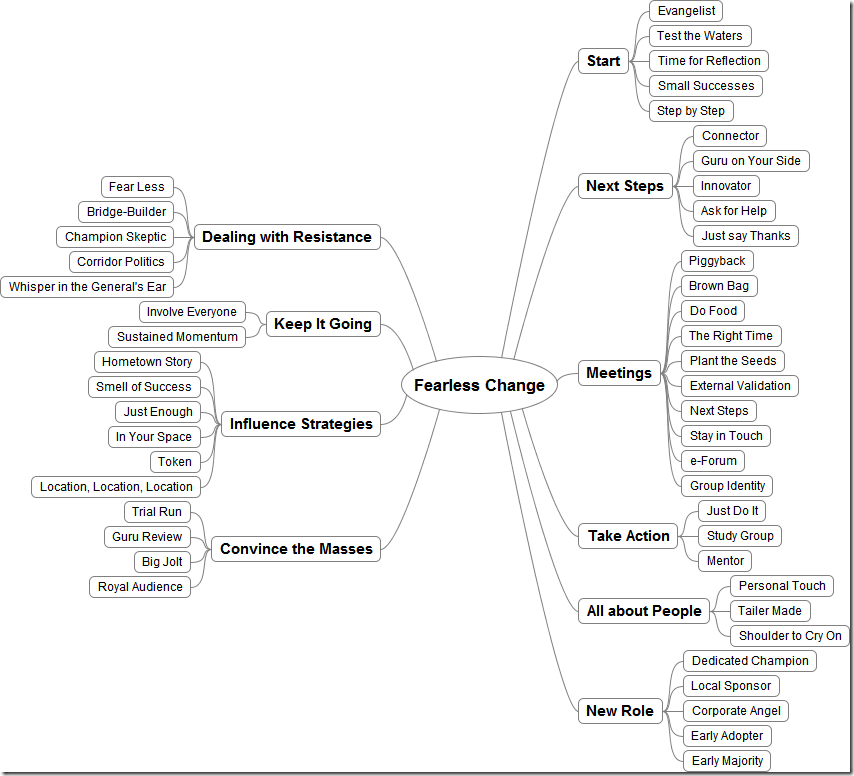 Fearless Change
Start
Evangelist
Test the Waters
Time for Reflection
Small Successes
Step by Step
Next Steps
Connector
Guru on Your Side
Innovator
Ask for Help
Just say Thanks
Meetings
Piggyback
Brown Bag
Do Food
The Right Time
Plant the Seeds
External Validation
Next Steps
Stay in Touch
e-Forum
Group Identity
Take Action
Just Do It
Study Group
Mentor
All about People
Personal Touch
Tailer Made
Shoulder to Cry On
New Role
Dedicated Champion
Local Sponsor
Corporate Angel
Early Adopter
Early Majority
Dealing with Resistance
Fear Less
Bridge-Builder
Champion Skeptic
Corridor Politics
Whisper in the General's Ear
Keep It Going
Involve Everyone
Sustained Momentum
Influence Strategies
Hometown Story
Smell of Success
Just Enough
In Your Space
Token
Location, Location, Location
Convince the Masses
Trial Run
Guru Review
Big Jolt
Royal Audience